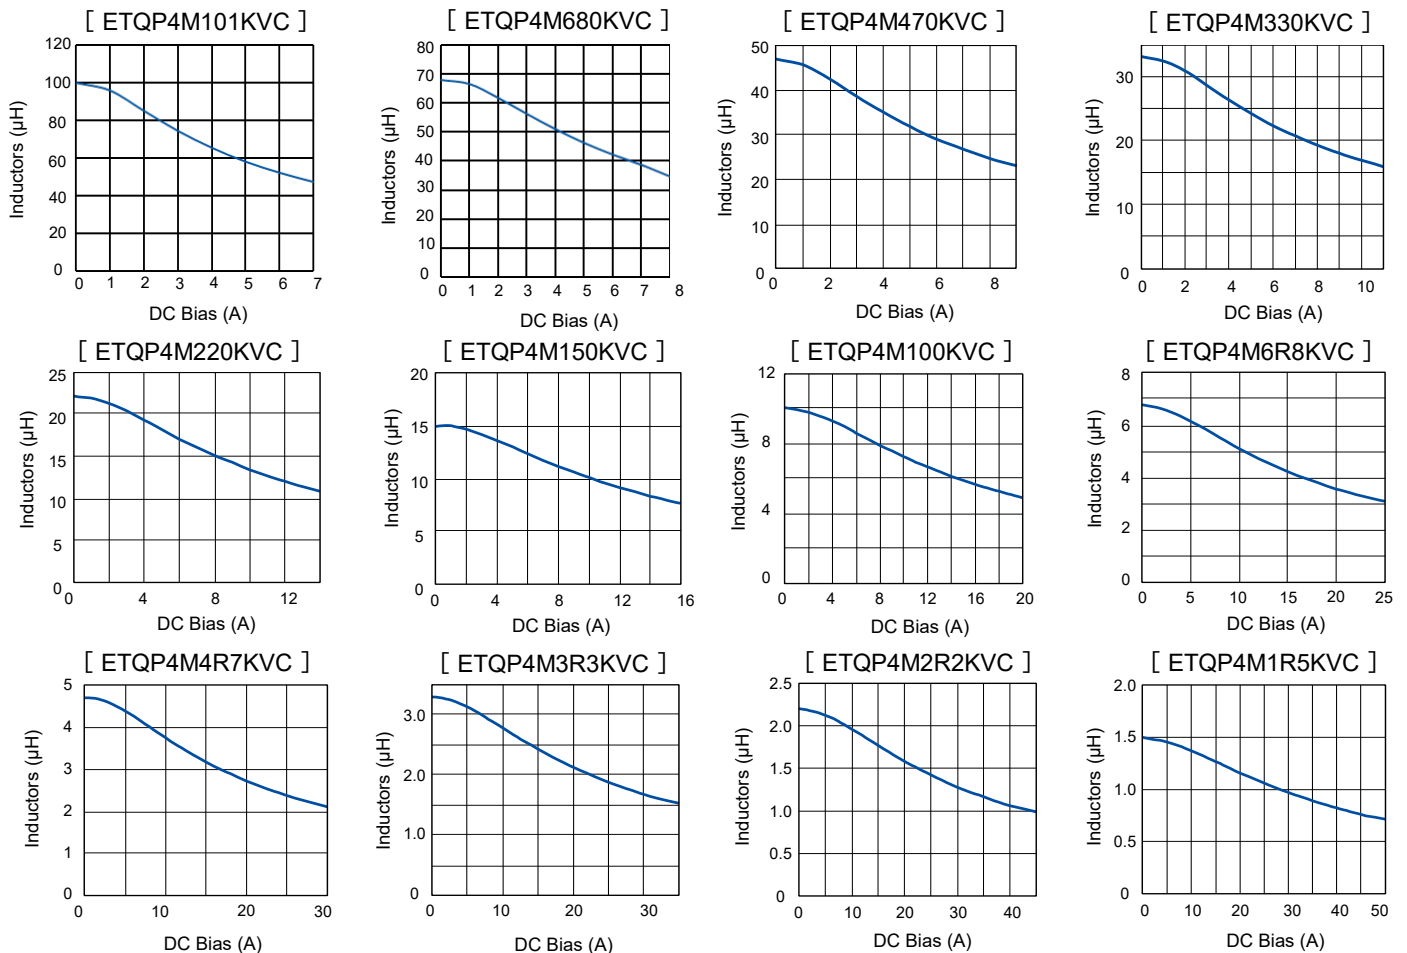 [ ETQP4M101KVC ]
120
100
80
60
40
20
0
Inductors (μH)
0 1 2 3 4 5 6 7
DC Bias (A)
[ ETQP4M680KVC ]
80
70
60
50
40
30
20
10
0
Inductors (μH)
0 1 2 3 4 5 6 7 8
DC Bias (A)
[ ETQP4M470KVC ]
50
40
30
20
10
0
Inductors (μH)
0 2 4 6 8
DC Bias (A)
[ ETQP4M330KVC ]
30
20
10
0
Inductors (μH)
0 2 4 6 8 10
DC Bias (A)
[ ETQP4M220KVC ]
25
20
15
10
5
0
Inductors (μH)
0 4 8 12
DC Bias (A)
[ ETQP4M150KVC ]
20
15
10
5
0
Inductors (μH)
0 4 8 12 16
DC Bias (A)
[ ETQP4M100KVC ]
12
8
4
0
Inductors (μH)
0 4 8 12 16 20
DC Bias (A)
[ ETQP4M6R8KVC ]
8
6
4
2
0
Inductors (μH)
0 5 10 15 20 25
DC Bias (A)
[ ETQP4M4R7KVC ]
5
4
3
2
1
0
Inductors (μH)
0 10 20 30
DC Bias (A)
[ ETQP4M3R3KVC ]
3.0
2.0
1.0
0
Inductors (μH)
0 10 20 30
DC Bias (A)
[ ETQP4M2R2KVC ]
2.5
2.0
1.5
1.0
0.5
0
Inductors (μH)
0 10 20 30 40
DC Bias (A)
[ ETQP4M1R5KVC ]
2.0
1.5
1.0
0.5
0
Inductors (μH)
0 10 20 30 40 50
DC Bias (A)